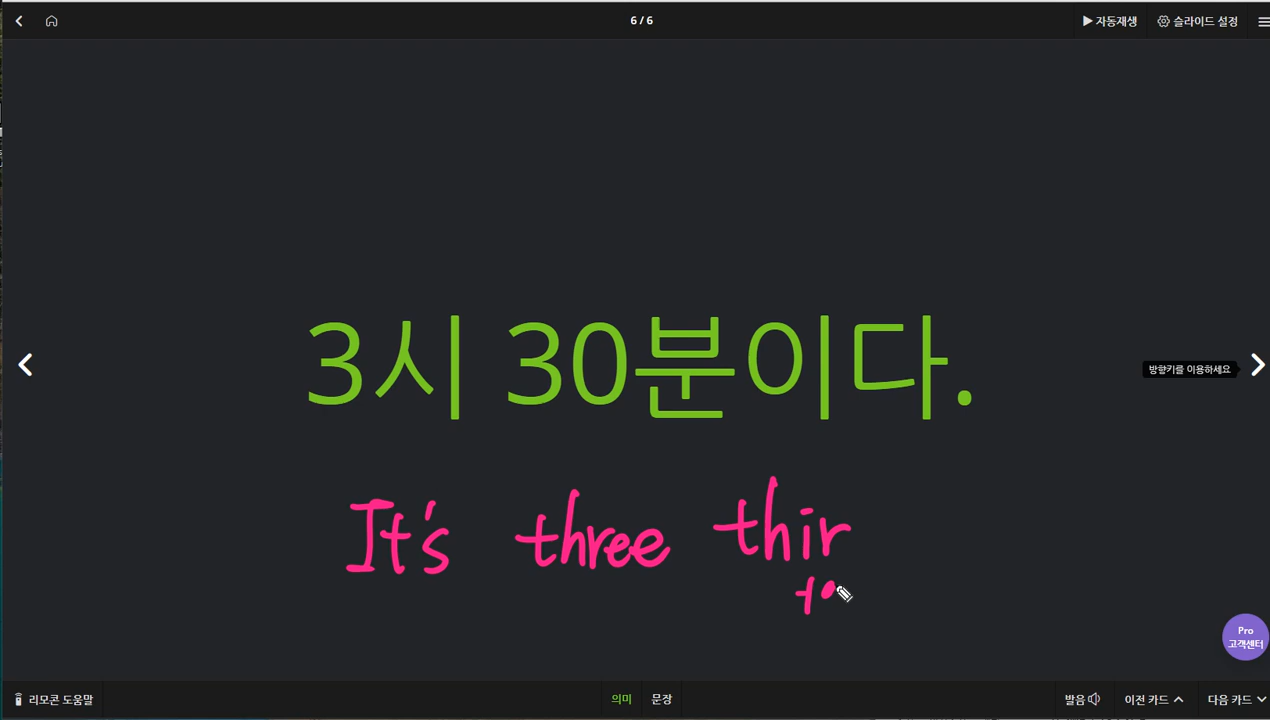 6 / 6
자동재생
슬라이드 설정
3시 30분이다.
방향키를 이용하세요
It's three thir
Pro
고객센터
리모콘 도움말
의미
문장
발음
이전 카드
다음 카드